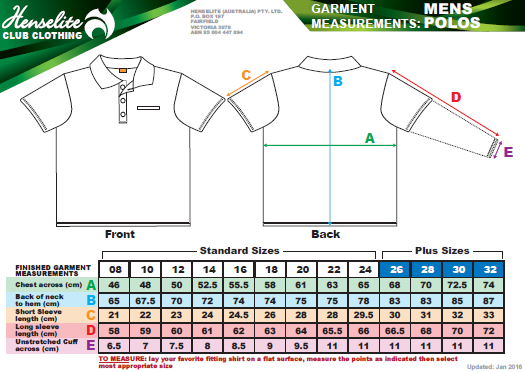 Henselite
CLUB CLOTHING
HENSELITE (AUSTRALIA) PTY. LTD.
P.O. BOX 197
FAIRFIELD
VICTORIA 3078
ABN 83 004 447 694
GARMENT
MEASUREMENTS:
MENS
POLOS
C
B
D
A
E
Front
Back
Standard Sizes
Plus Sizes
FINISHED GARMENT
MEASUREMENTS
08 10 12 14 16 18 20 22 24 26 28 30 32
Chest across (cm) A 46 48 50 52.5 55.5 58 61 63 65 68 70 72.5 74
Back of neck
to hem (cm) B 65 67.5 70 72 74 74 75 75 78 83 83 85 87
Short Sleeve
length (cm) C 21 22 23 24 24.5 26 28 28 29.5 30 31 32 33
Long sleeve
length (cm) D 58 59 60 61 62 63 64 65.5 66 66.5 68 70 72
Unstretched Cuff
across (cm) E 6.5 7 7.5 8 8.5 9 9.5 11 11 11 11 11 11
TO MEASURE: lay your favorite fitting shirt on a flat surface, measure the points as indicated then select
most appropriate size
Updated: Jan 2016